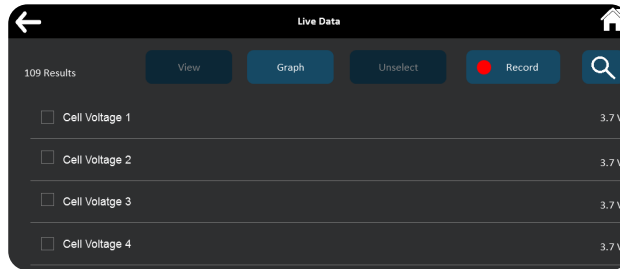 Live Data
109 Results View Graph Unselect Record
Cell Voltage 1 3.7 V
Cell Voltage 2 3.7 V
Cell Volatge 3 3.7 V
Cell Voltage 4 3.7 V